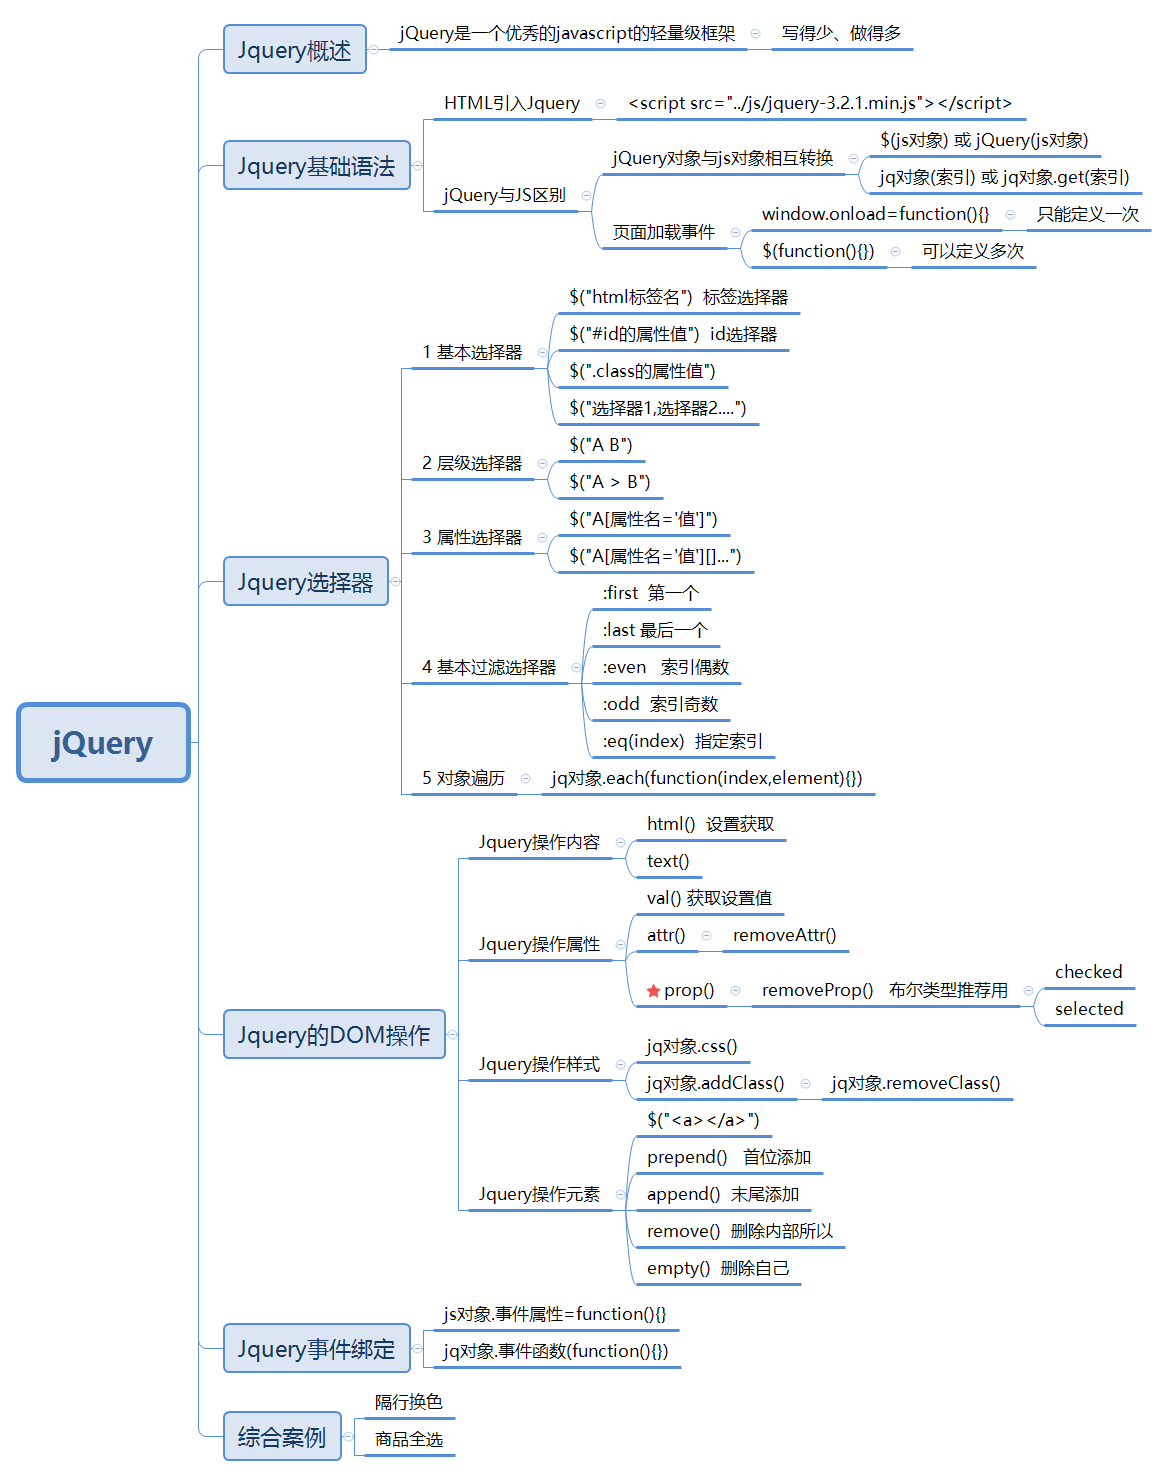 jQuery
Jquery概述
jQuery是一个优秀的javascript的轻量级框架
写得少、做得多
Jquery基础语法
HTML引入Jquery
<script src="../js/jquery-3.2.1.min.js"></script>
jQuery与JS区别
jQuery对象与js对象相互转换
$(js对象) 或 jQuery(js对象)
jq对象(索引) 或 jq对象.get(索引)
页面加载事件
window.onload=function(){}
只能定义一次
$(function(){})
可以定义多次
Jquery选择器
1 基本选择器
$("html标签名") 标签选择器
$("#id的属性值") id选择器
$(".class的属性值")
$("选择器1,选择器2....")
2 层级选择器
$("A B")
$("A > B")
3 属性选择器
$("A[属性名='值']")
$("A[属性名='值'][]...")
4 基本过滤选择器
:first 第一个
:last 最后一个
:even 索引偶数
:odd 索引奇数
:eq(index) 指定索引
5 对象遍历
jq对象.each(function(index,element){})
Jquery的DOM操作
Jquery操作内容
html() 设置获取
text()
Jquery操作属性
val() 获取设置值
attr()
removeAttr()
prop()
removeProp() 布尔类型推荐用
checked
selected
Jquery操作样式
jq对象.css()
jq对象.addClass()
jq对象.removeClass()
Jquery操作元素
$("<a></a>")
prepend() 首位添加
append() 末尾添加
remove() 删除内部所以
empty() 删除自己
Jquery事件绑定
js对象.事件属性=function(){}
jq对象.事件函数(function(){})
综合案例
隔行换色
商品全选